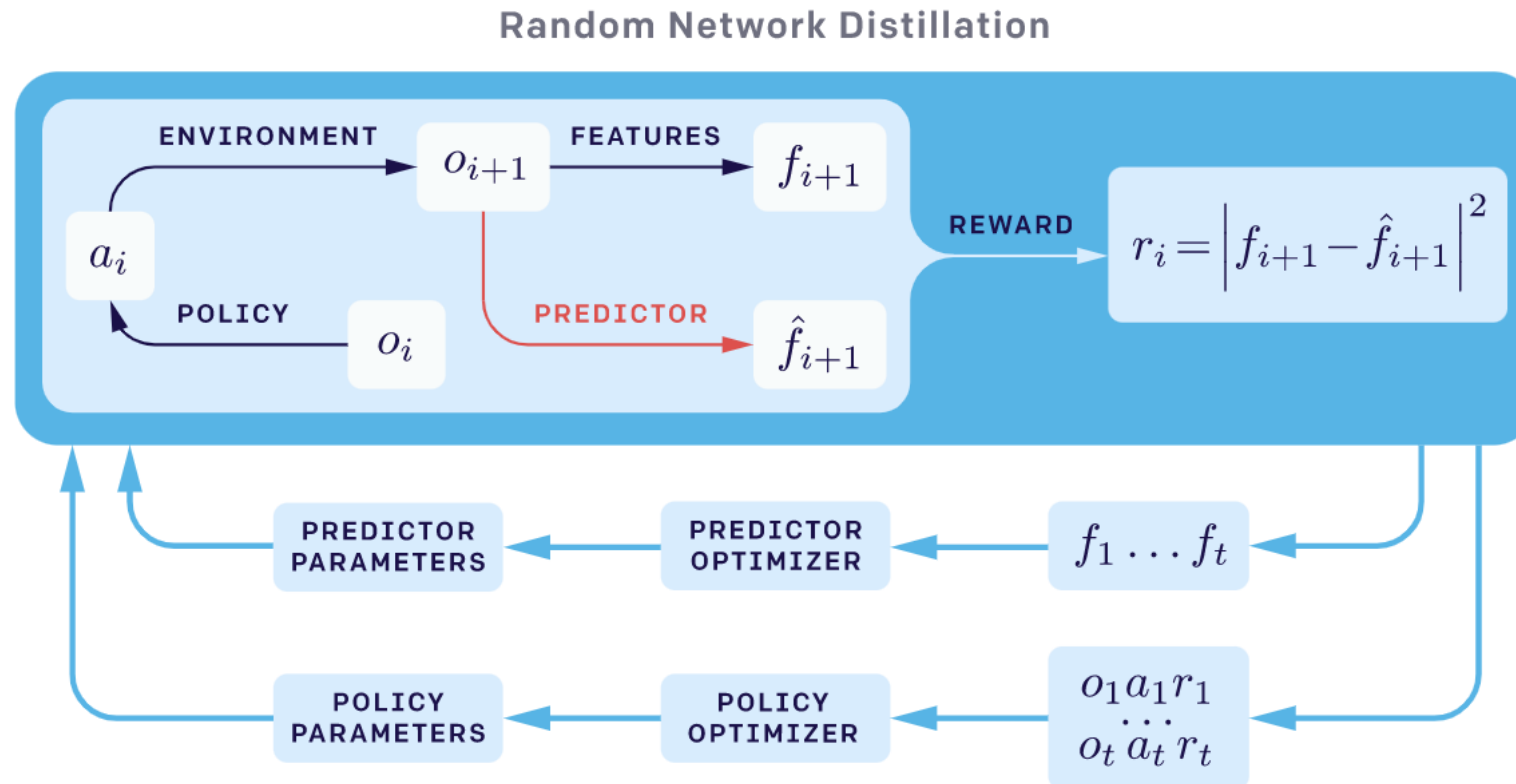 Random Network Distillation
ENVIRONMENT
o_{i+1}
FEATURES
f_{i+1}
a_i
REWARD
r_i = |f_{i+1} − f̂_{i+1}|^2
POLICY
o_i
PREDICTOR
f̂_{i+1}
PREDICTOR
PARAMETERS
PREDICTOR
OPTIMIZER
f_1 ... f_t
POLICY
PARAMETERS
POLICY
OPTIMIZER
o_1 a_1 r_1
...
o_t a_t r_t